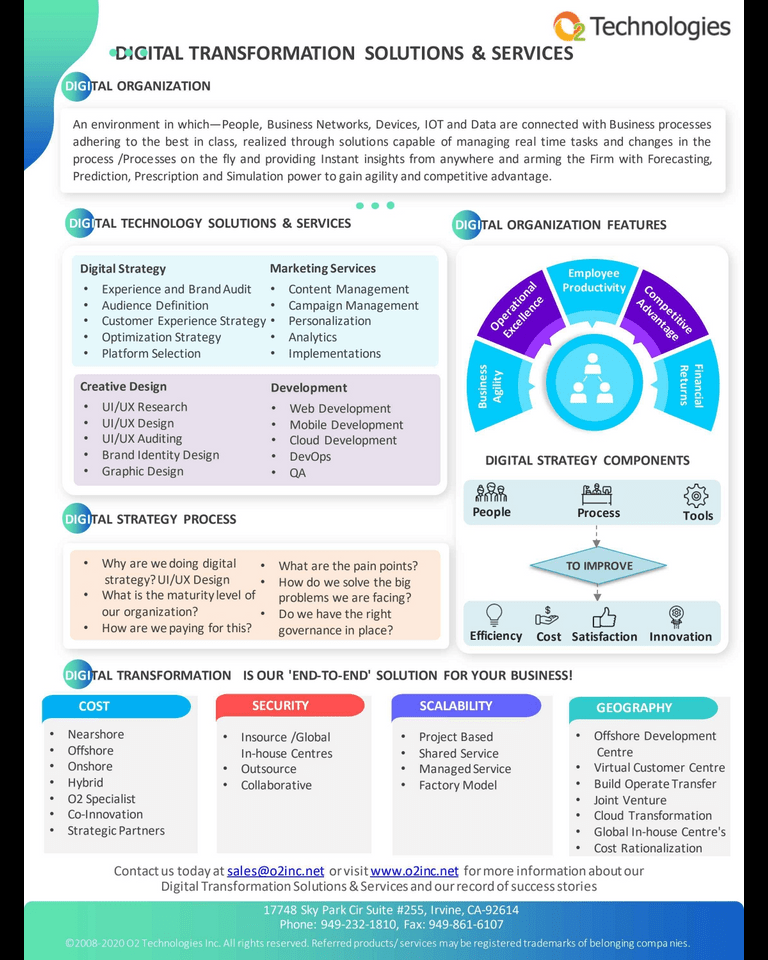 O2 Technologies
DIGITAL TRANSFORMATION SOLUTIONS & SERVICES
DIGITAL ORGANIZATION
An environment in which—People, Business Networks, Devices, IOT and Data are connected with Business processes
adhering to the best in class, realized through solutions capable of managing real time tasks and changes in the
process /Processes on the fly and providing Instant insights from anywhere and arming the Firm with Forecasting,
Prediction, Prescription and Simulation power to gain agility and competitive advantage.
DIGITAL TECHNOLOGY SOLUTIONS & SERVICES
Digital Strategy
• Experience and Brand Audit
• Audience Definition
• Customer Experience Strategy
• Optimization Strategy
• Platform Selection
Marketing Services
• Content Management
• Campaign Management
• Personalization
• Analytics
• Implementations
Creative Design
• UI/UX Research
• UI/UX Design
• UI/UX Auditing
• Brand Identity Design
• Graphic Design
Development
• Web Development
• Mobile Development
• Cloud Development
• DevOps
• QA
DIGITAL ORGANIZATION FEATURES
Business
Agility
Operational
Excellence
Employee
Productivity
Competitive
Advantage
Financial
Returns
DIGITAL STRATEGY COMPONENTS
People
Process
Tools
TO IMPROVE
$
Efficiency
Cost
Satisfaction
Innovation
DIGITAL STRATEGY PROCESS
• Why are we doing digital
strategy? UI/UX Design
• What is the maturity level of
our organization?
• How are we paying for this?
• What are the pain points?
• How do we solve the big
problems we are facing?
• Do we have the right
governance in place?
DIGITAL TRANSFORMATION IS OUR 'END-TO-END' SOLUTION FOR YOUR BUSINESS!
COST
• Nearshore
• Offshore
• Onshore
• Hybrid
• O2 Specialist
• Co-Innovation
• Strategic Partners
SECURITY
• Insource /Global
In-house Centres
• Outsource
• Collaborative
SCALABILITY
• Project Based
• Shared Service
• Managed Service
• Factory Model
GEOGRAPHY
• Offshore Development
Centre
• Virtual Customer Centre
• Build Operate Transfer
• Joint Venture
• Cloud Transformation
• Global In-house Centre's
• Cost Rationalization
Contact us today at sales@o2inc.net or visit www.o2inc.net for more information about our
Digital Transformation Solutions & Services and our record of success stories
17748 Sky Park Cir Suite #255, Irvine, CA-92614
Phone: 949-232-1810, Fax: 949-861-6107
©2008-2020 O2 Technologies Inc. All rights reserved. Referred products/ services may be registered trademarks of belonging companies.